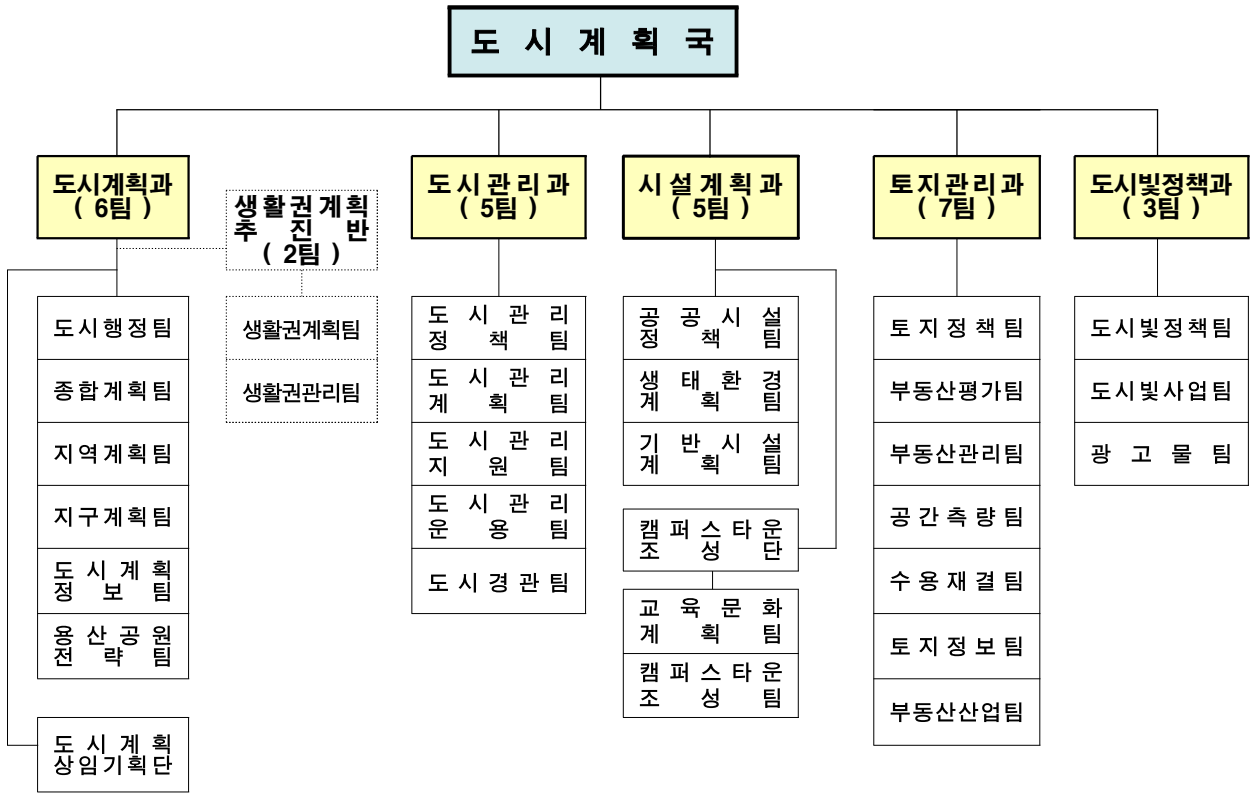 도 시 계 획 국
도시계획과
( 6팀 )
생활권계획
추 진 반
( 2팀 )
도시관리과
( 5팀 )
시설계획과
( 5팀 )
토지관리과
( 7팀 )
도시빛정책과
( 3팀 )
도시행정팀
종합계획팀
지역계획팀
지구계획팀
도 시 계 획
정 보 팀
용 산 공 원
전 략 팀
도 시 계 획
상임기획단
생활권계획팀
생활권관리팀
도 시 관 리
정 책 팀
도 시 관 리
계 획 팀
도 시 관 리
지 원 팀
도 시 관 리
운 용 팀
도시경관팀
공 공 시 설
정 책 팀
생 태 환 경
계 획 팀
기 반 시 설
계 획 팀
캠퍼스타운
조 성 단
교 육 문 화
계 획 팀
캠퍼스타운
조 성 팀
토지정책팀
부동산평가팀
부동산관리팀
공간측량팀
수용재결팀
토지정보팀
부동산산업팀
도시빛정책팀
도시빛사업팀
광 고 물 팀